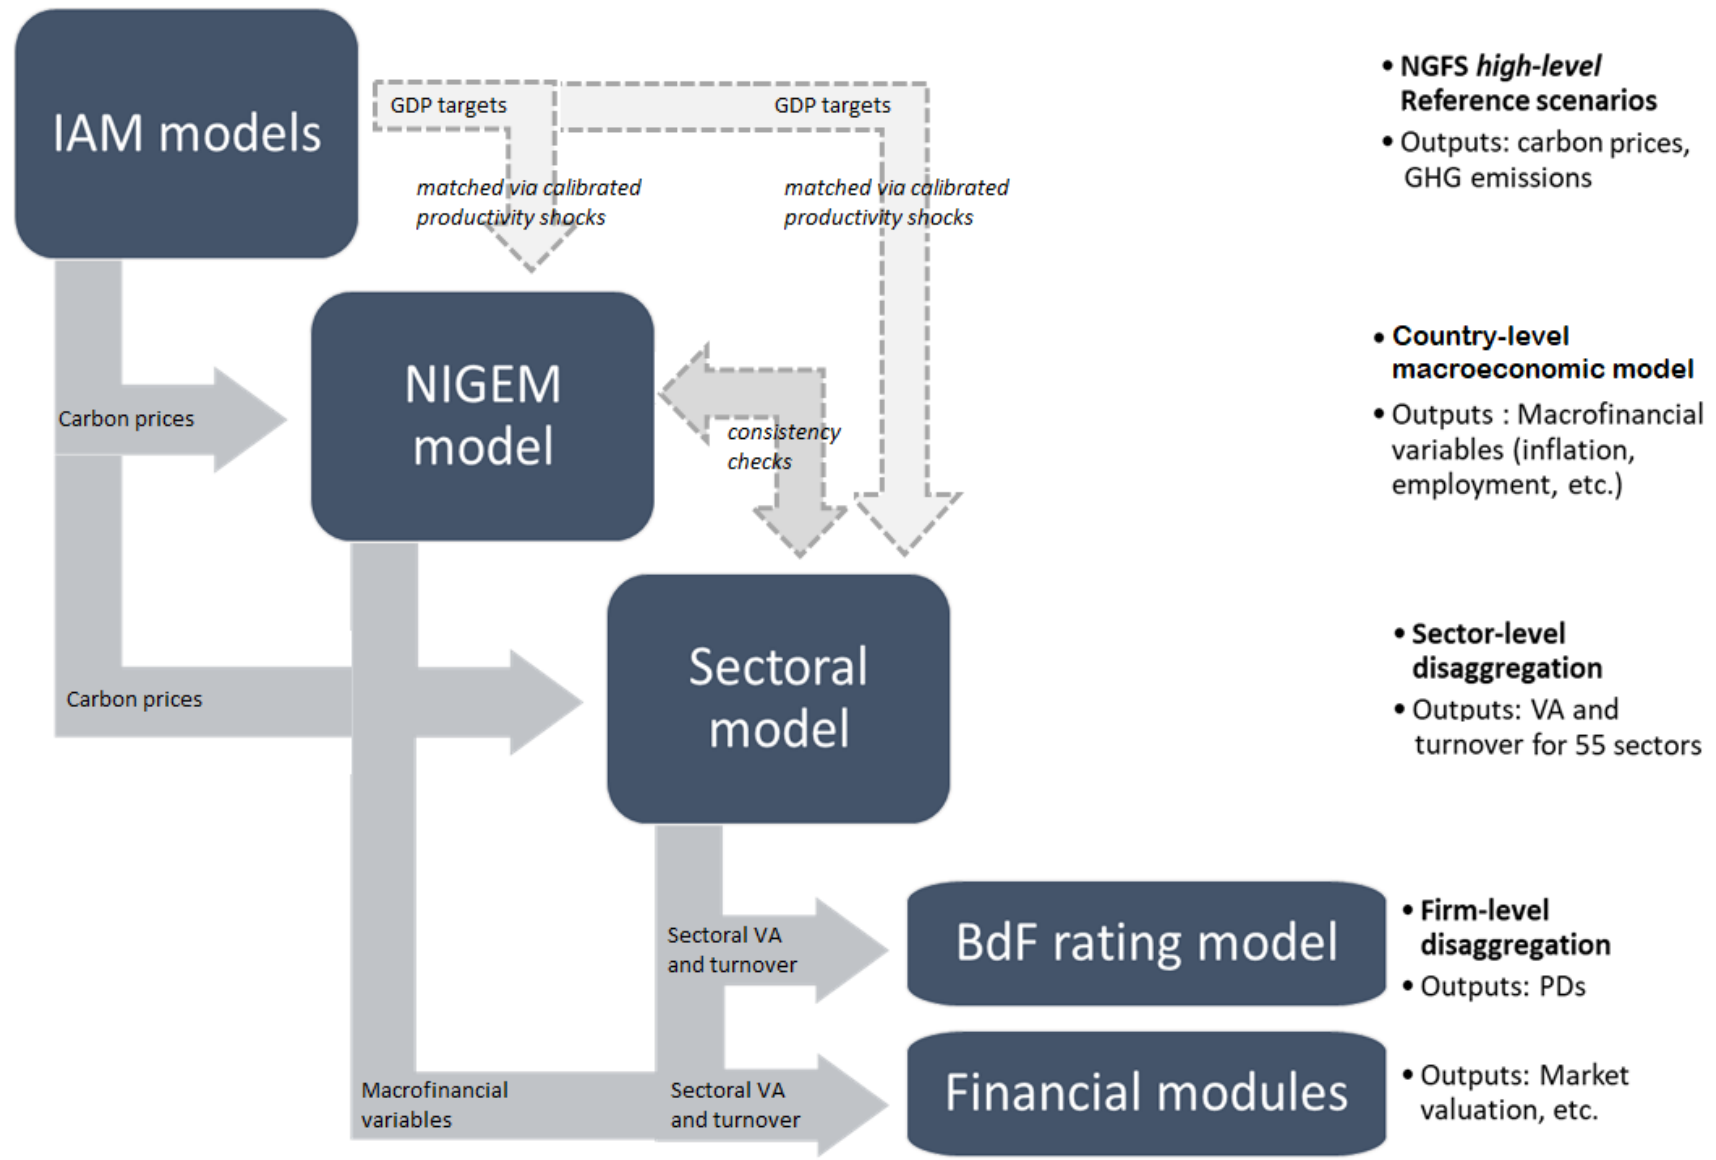 IAM models
GDP targets
GDP targets
matched via calibrated
productivity shocks
matched via calibrated
productivity shocks
• NGFS high-level
Reference scenarios
• Outputs: carbon prices,
GHG emissions
Carbon prices
NIGEM
model
consistency
checks
• Country-level
macroeconomic model
• Outputs : Macrofinancial
variables (inflation,
employment, etc.)
Carbon prices
Sectoral
model
• Sector-level
disaggregation
• Outputs: VA and
turnover for 55 sectors
Sectoral VA
and turnover
BdF rating model
• Firm-level
disaggregation
• Outputs: PDs
Macrofinancial
variables
Sectoral VA
and turnover
Financial modules
• Outputs: Market
valuation, etc.